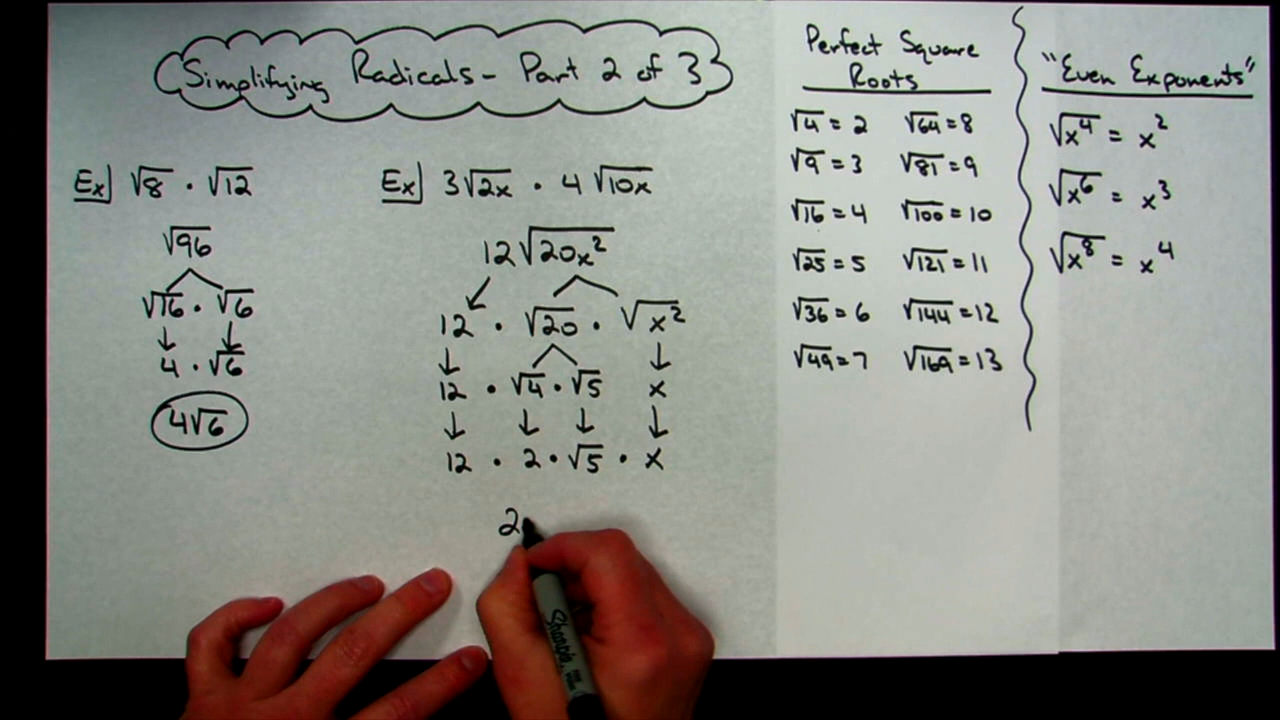 Simplifying Radicals - Part 2 of 3
Ex] √8 · √12
√96
√16 · √6
4 · √6
4√6
Ex] 3√2x · 4√10x
12√20x²
12 · √20 · √x²
12 · √4 · √5 x
12 · 2 · √5 · x
2
Perfect Square
Roots
√4 = 2 √64 = 8
√9 = 3 √81 = 9
√16 = 4 √100 = 10
√25 = 5 √121 = 11
√36 = 6 √144 = 12
√49 = 7 √169 = 13
"Even Exponents"
√x⁴ = x²
√x⁶ = x³
√x⁸ = x⁴
Sharpie